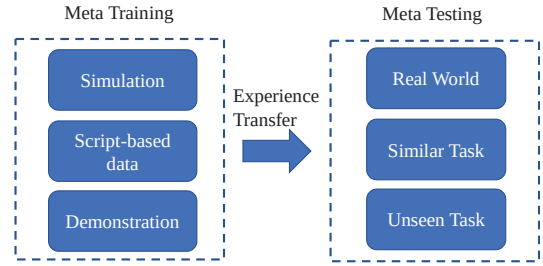 Meta Training
Simulation
Script-based
data
Demonstration
Experience
Transfer
Meta Testing
Real World
Similar Task
Unseen Task